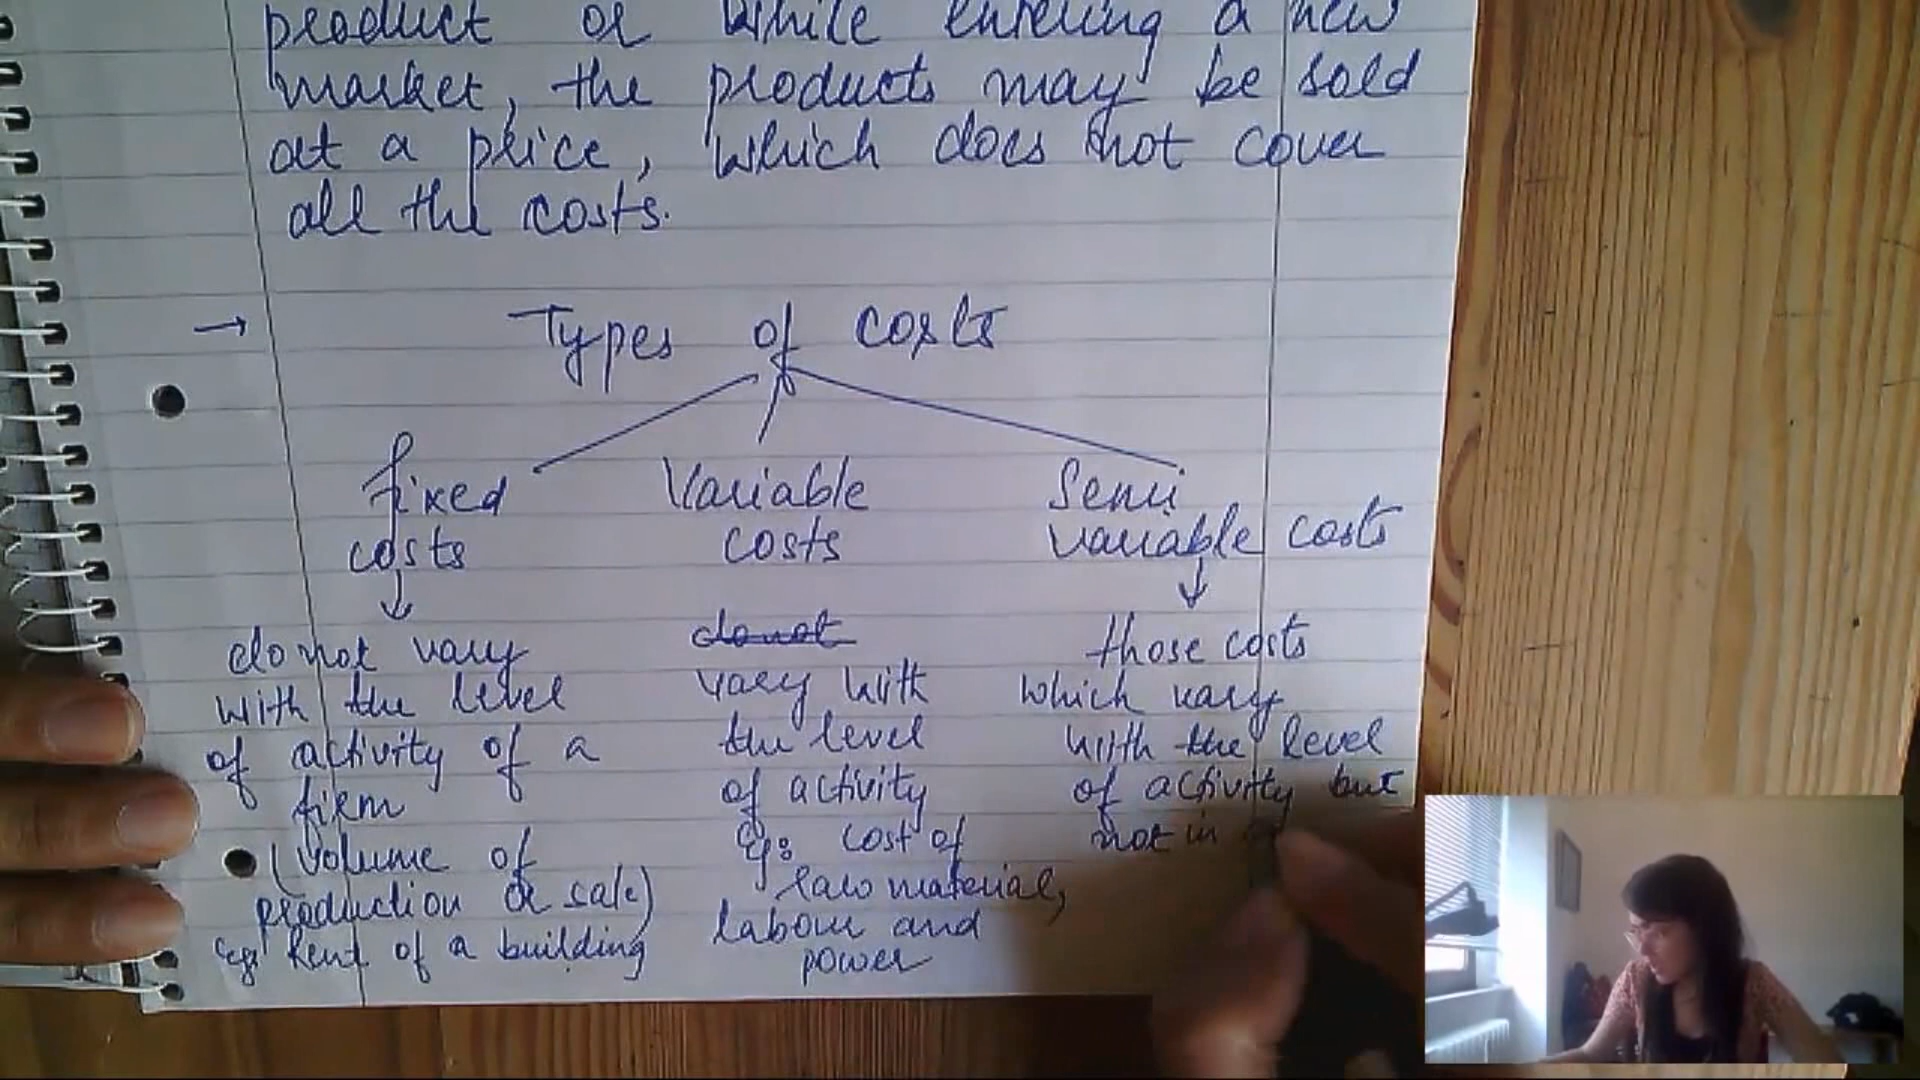 product or while entering a new
market, the products may be sold
at a price, which does not cover
all the costs.
→ Types of costs
fixed
costs
do not vary
with the level
of activity of a
firm
(volume of
production or sale)
eg: Rent of a building
Variable
costs
do not
vary with
the level
of activity
Eg: cost of
raw material,
labour and
power
Semi
variable costs
those costs
which vary
with the level
of activity but
not in